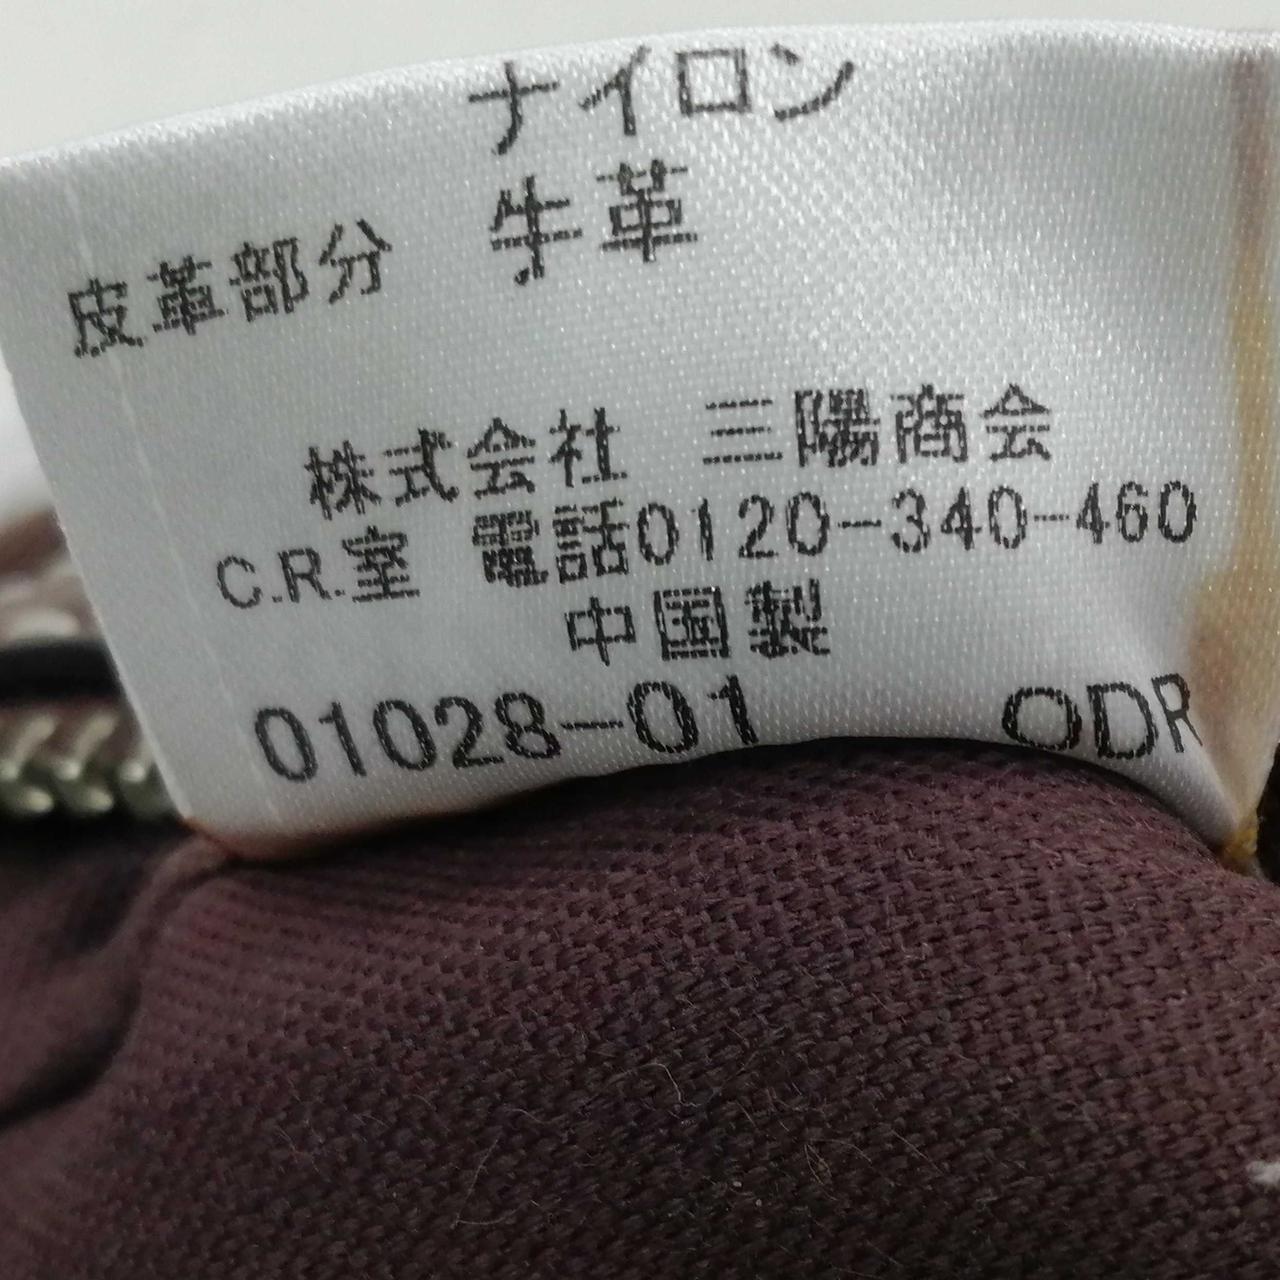 ナイロン
皮革部分 牛革
株式会社 三陽商会
C.R.室 電話0120-340-460
中国製
01028-01 ODR